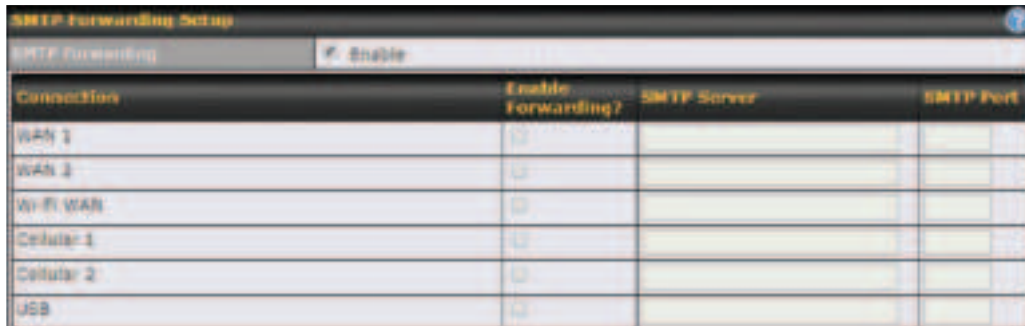 SMTP Forwarding Setup
SMTP Forwarding Enable
Connection Enable Forwarding? SMTP Server SMTP Port
WAN 1
WAN 2
Wi-Fi WAN
Cellular 1
Cellular 2
USB